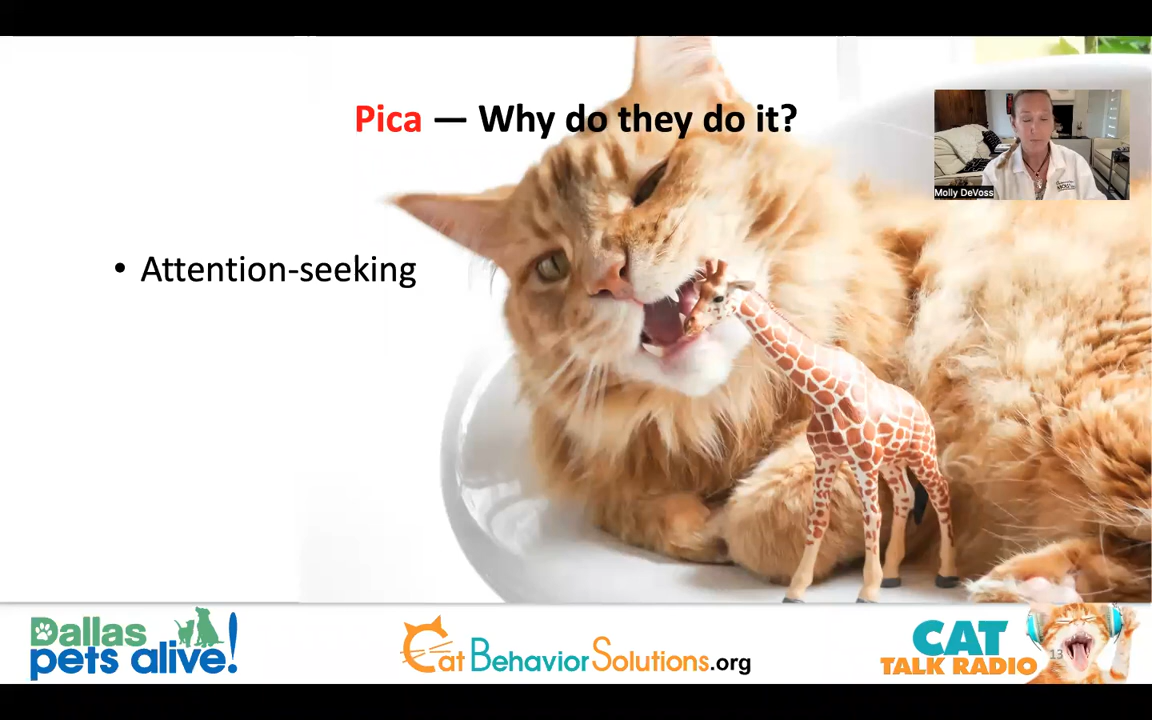 Pica — Why do they do it?
Molly DeVoss
• Attention-seeking
Dallas
pets alive!
CatBehaviorSolutions.org
CAT
TALK RADIO
13